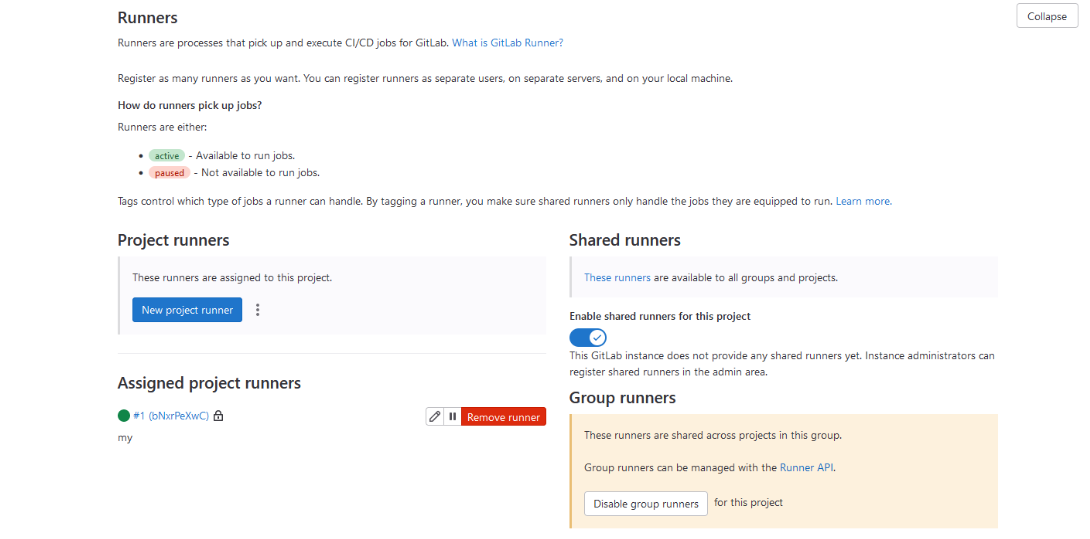 Runners
Collapse
Runners are processes that pick up and execute CI/CD jobs for GitLab. What is GitLab Runner?
Register as many runners as you want. You can register runners as separate users, on separate servers, and on your local machine.
How do runners pick up jobs?
Runners are either:
• active - Available to run jobs.
• paused - Not available to run jobs.
Tags control which type of jobs a runner can handle. By tagging a runner, you make sure shared runners only handle the jobs they are equipped to run. Learn more.
Project runners
These runners are assigned to this project.
New project runner
Assigned project runners
#1 (bNxrPeXwC)
Remove runner
my
Shared runners
These runners are available to all groups and projects.
Enable shared runners for this project
This GitLab instance does not provide any shared runners yet. Instance administrators can
register shared runners in the admin area.
Group runners
These runners are shared across projects in this group.
Group runners can be managed with the Runner API.
Disable group runners for this project